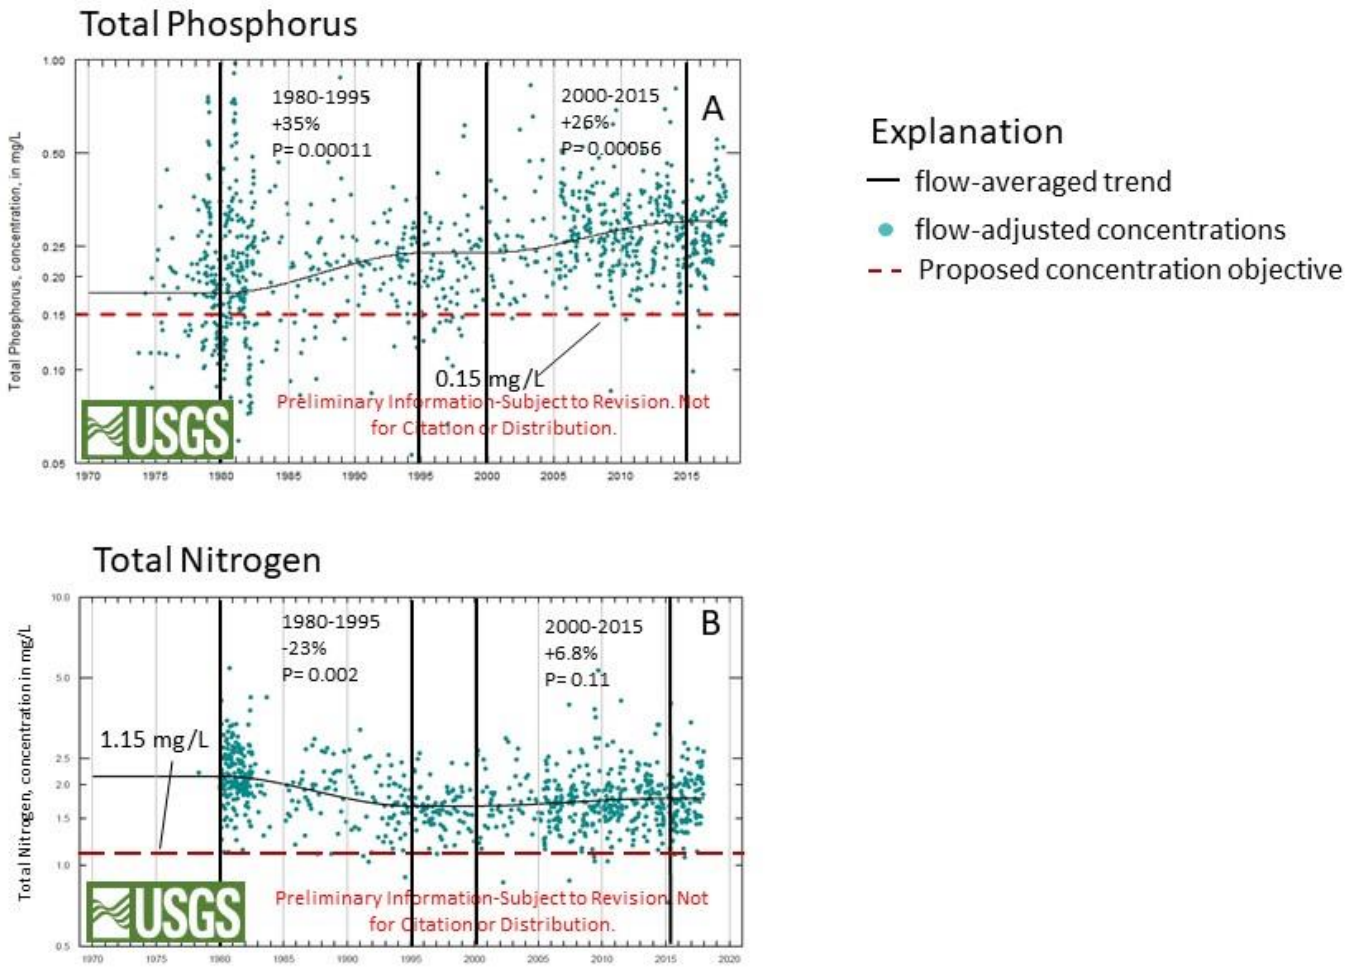 Total Phosphorus
Total Phosphorus, concentration, in mg/L
1.00
0.50
0.25
0.20
0.15
0.10
0.05
1980-1995
+35%
P= 0.00011
2000-2015
+26%
P= 0.00056
A
0.15 mg/L
USGS
Preliminary Information-Subject to Revision. Not
for Citation or Distribution.
1970 1975 1980 1985 1990 1995 2000 2005 2010 2015
Explanation
flow-averaged trend
flow-adjusted concentrations
Proposed concentration objective
Total Nitrogen
Total Nitrogen, concentration in mg/L
10.0
5.0
2.5
2.0
1.5
1.0
0.5
1980-1995
-23%
P= 0.002
2000-2015
+6.8%
P= 0.11
B
1.15 mg/L
USGS
Preliminary Information-Subject to Revision. Not
for Citation or Distribution.
1970 1975 1980 1985 1990 1995 2000 2005 2010 2015 2020